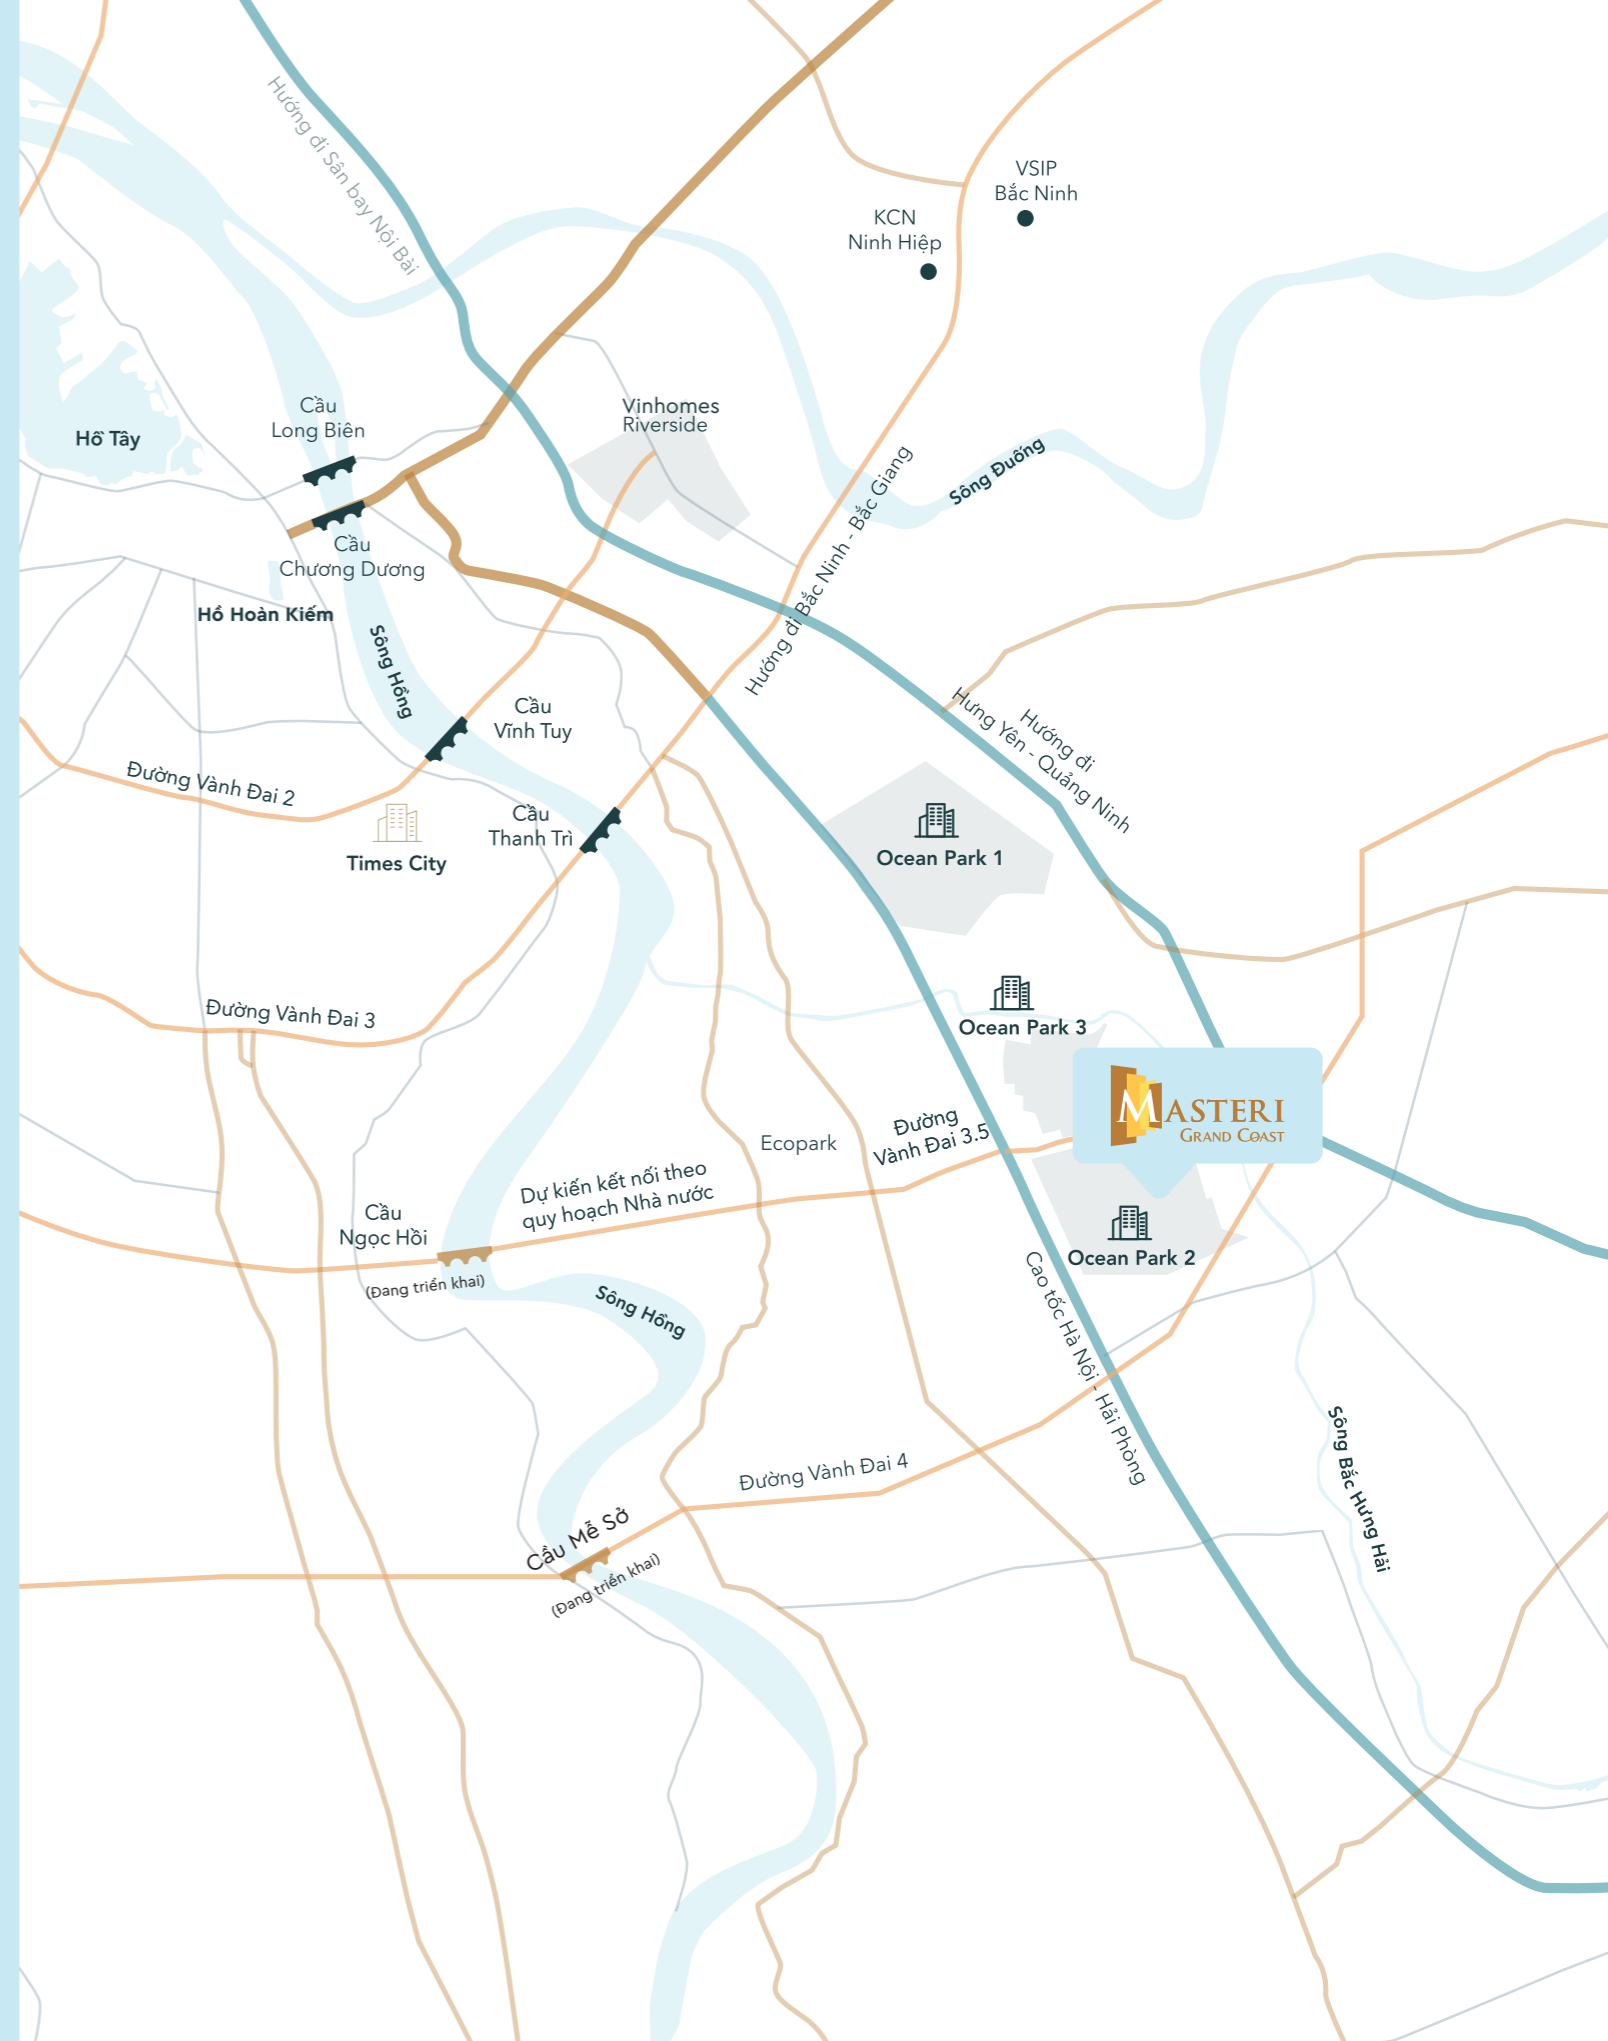 Hướng đi Sân bay Nội Bài
VSIP
Bắc Ninh
KCN
Ninh Hiệp
Cầu
Long Biên
Vinhomes
Riverside
Hồ Tây
Sông Đuống
Hướng đi Bắc Ninh - Bắc Giang
Cầu
Chương Dương
Hồ Hoàn Kiếm
Sông Hồng
Cầu
Vĩnh Tuy
Hướng đi
Hưng Yên - Quảng Ninh
Đường Vành Đai 2
Cầu
Thanh Trì
Times City
Ocean Park 1
Đường Vành Đai 3
Ocean Park 3
MASTERI
GRAND COAST
Đường
Vành Đai 3.5
Ecopark
Dự kiến kết nối theo
quy hoạch Nhà nước
Cầu
Ngọc Hồi
(Đang triển khai)
Ocean Park 2
Sông Hồng
Cao tốc Hà Nội - Hải Phòng
Sông Bắc Hưng Hải
Đường Vành Đai 4
Cầu Mễ Sở
(Đang triển khai)